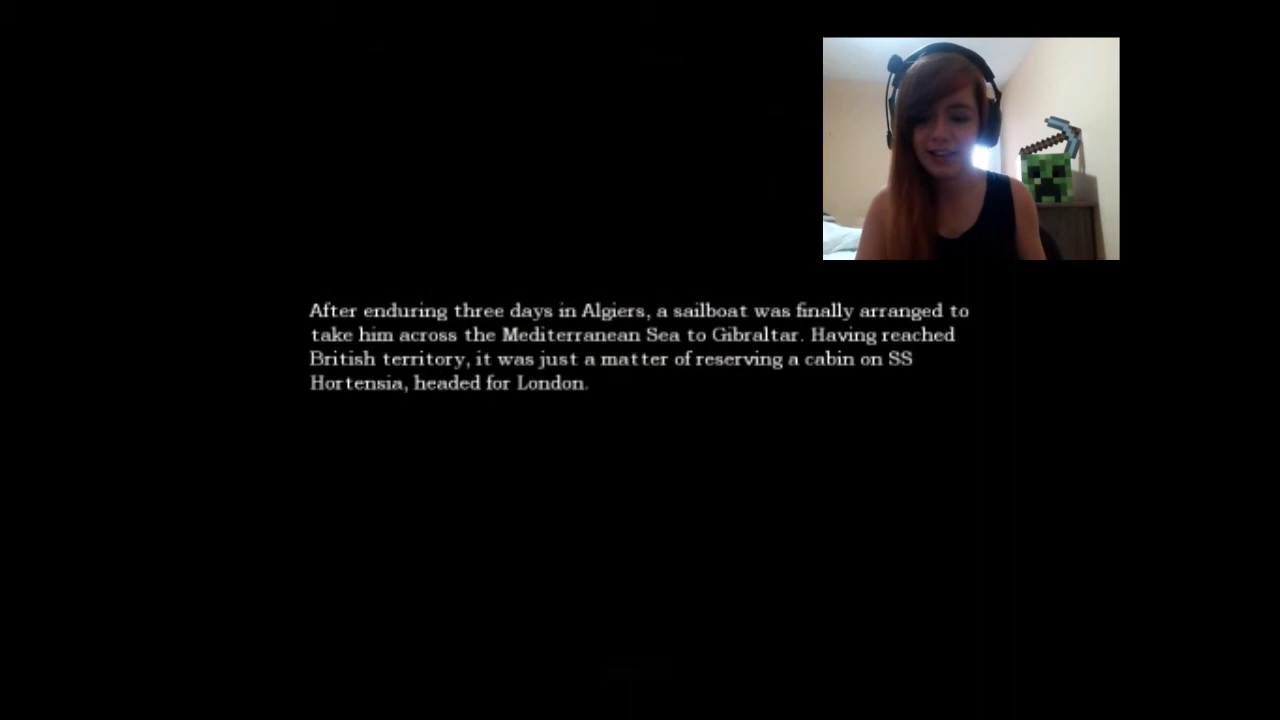 After enduring three days in Algiers, a sailboat was finally arranged to
take him across the Mediterranean Sea to Gibraltar. Having reached
British territory, it was just a matter of reserving a cabin on SS
Hortensia, headed for London.